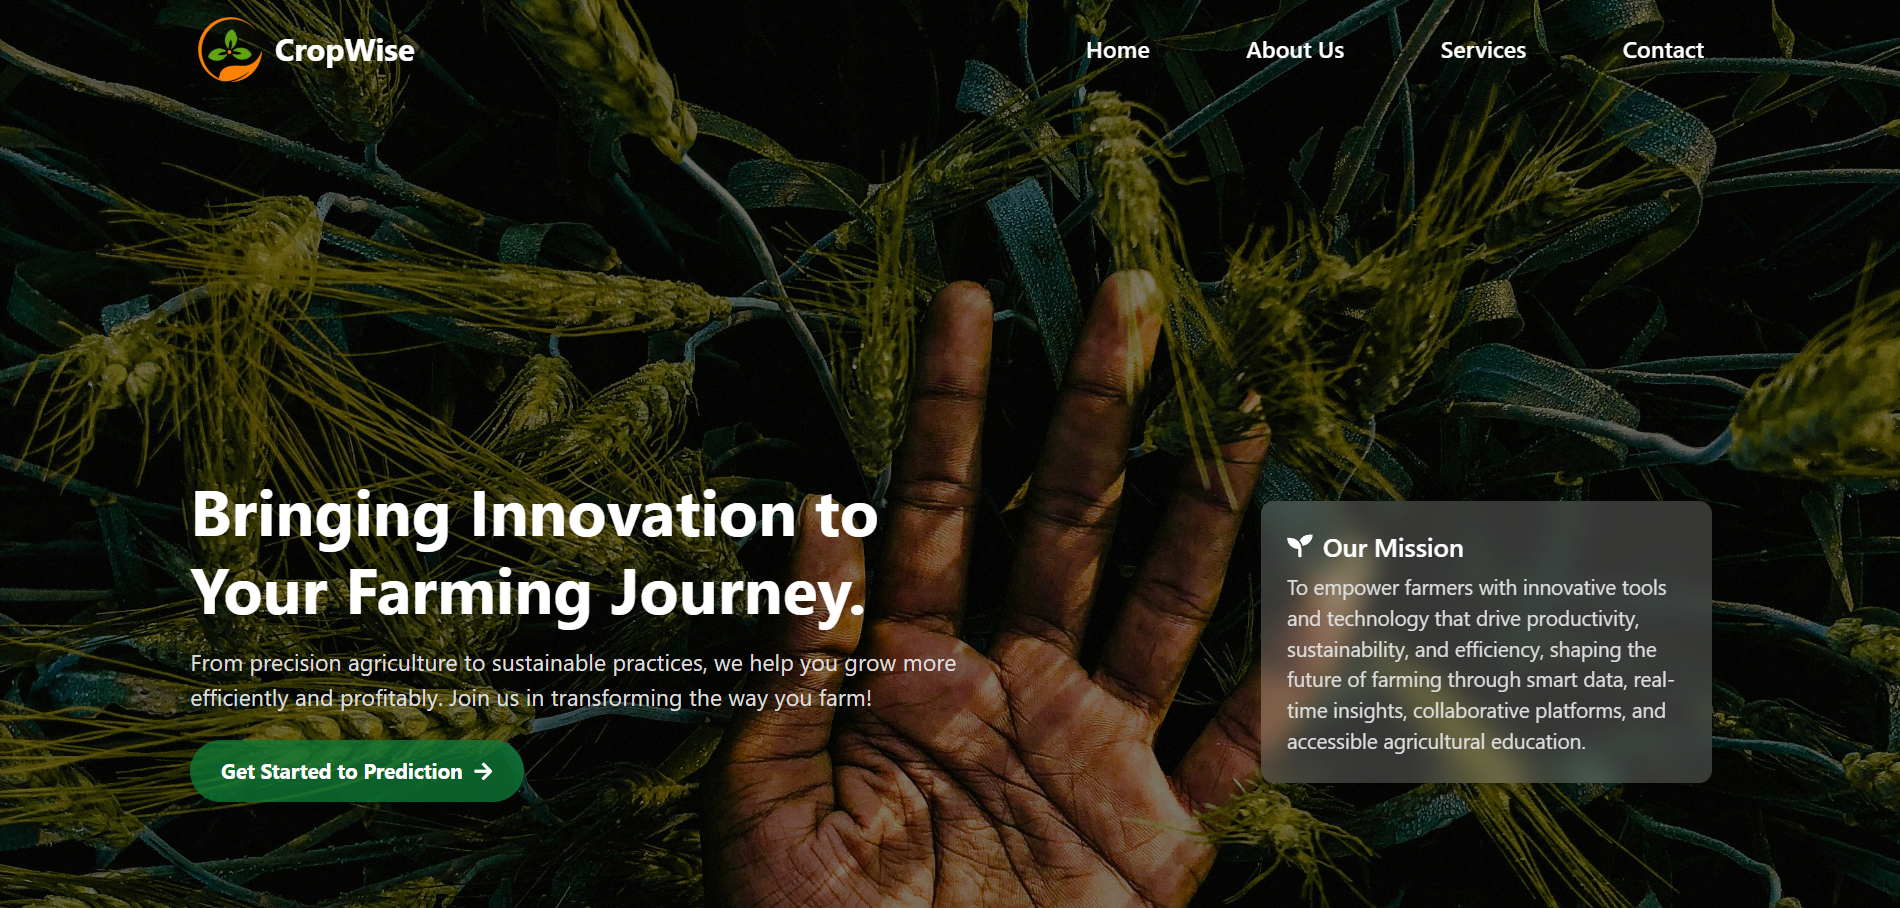 CropWise
Home
About Us
Services
Contact
Bringing Innovation to
Your Farming Journey.
From precision agriculture to sustainable practices, we help you grow more
efficiently and profitably. Join us in transforming the way you farm!
Get Started to Prediction
Our Mission
To empower farmers with innovative tools
and technology that drive productivity,
sustainability, and efficiency, shaping the
future of farming through smart data, real-
time insights, collaborative platforms, and
accessible agricultural education.